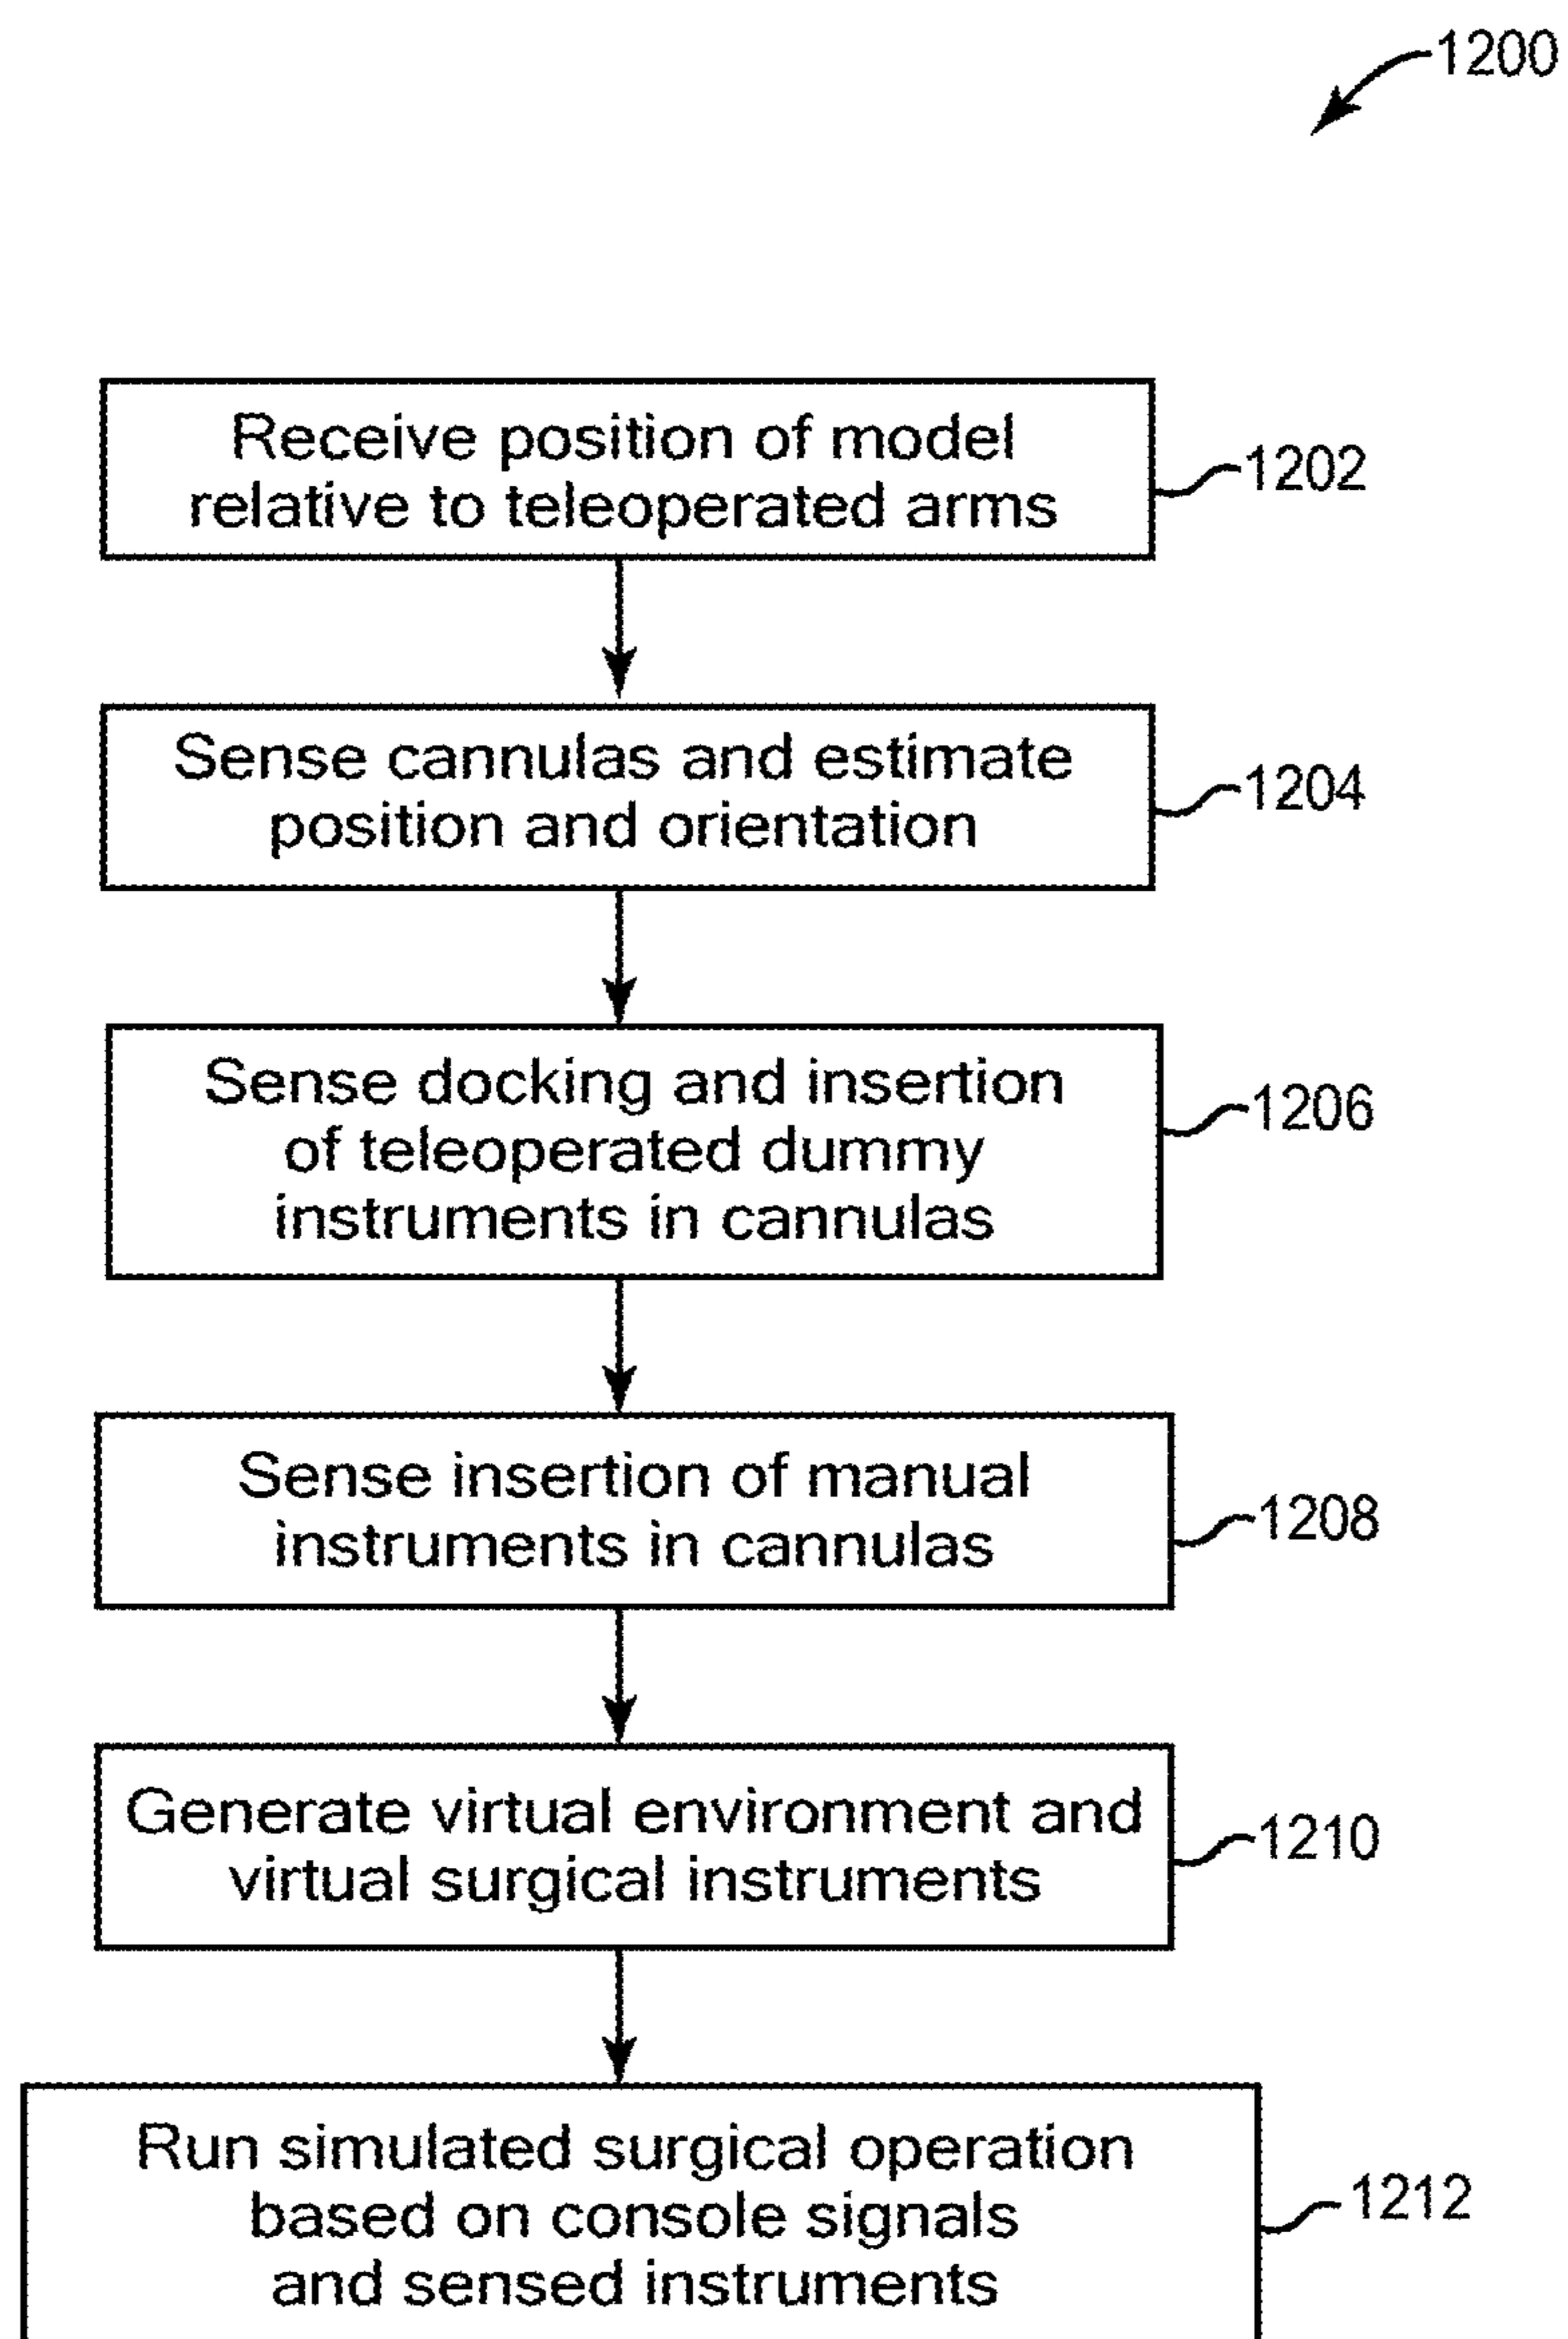 1200
Receive position of model
relative to teleoperated arms
1202
Sense cannulas and estimate
position and orientation
1204
Sense docking and insertion
of teleoperated dummy
instruments in cannulas
1206
Sense insertion of manual
instruments in cannulas
1208
Generate virtual environment and
virtual surgical instruments
1210
Run simulated surgical operation
based on console signals
and sensed instruments
1212